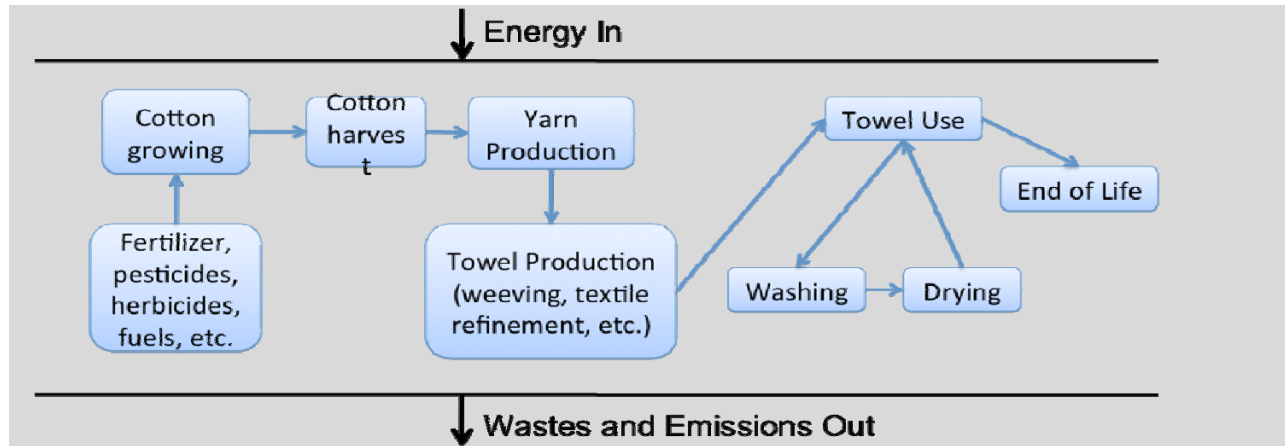 Energy In
Cotton
growing
Cotton
harves
t
Yarn
Production
Fertilizer,
pesticides,
herbicides,
fuels, etc.
Towel Production
(weeving, textile
refinement, etc.)
Towel Use
End of Life
Washing
Drying
Wastes and Emissions Out